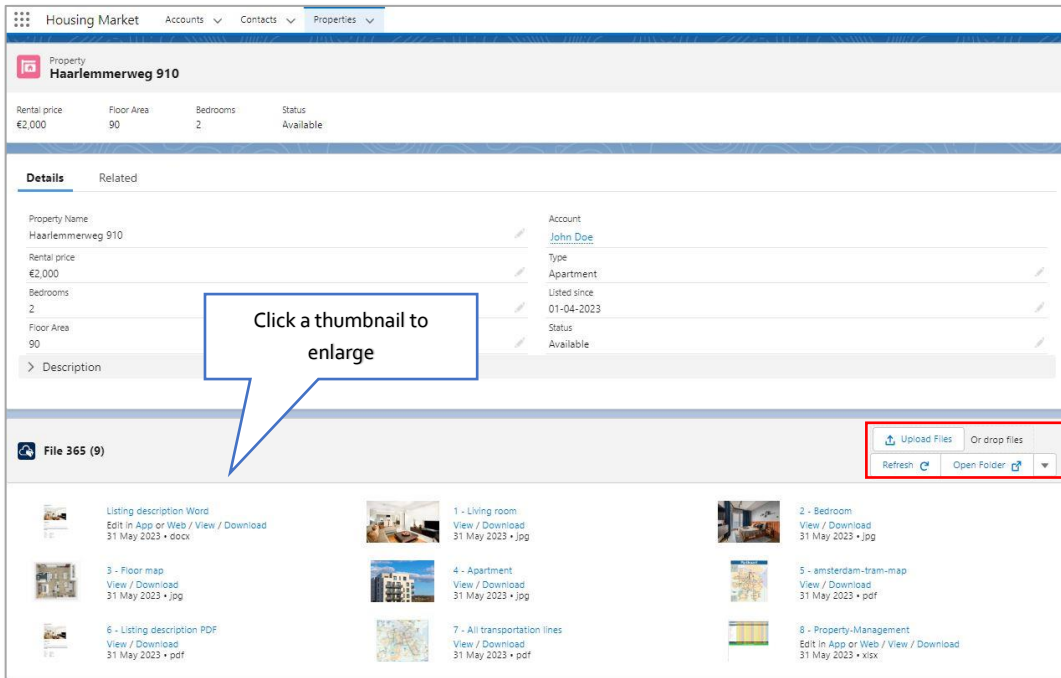 Housing Market Accounts Contacts Properties
Property
Haarlemmerweg 910
Rental price Floor Area Bedrooms Status
€2,000 90 2 Available
Details Related
Property Name Account
Haarlemmerweg 910 John Doe
Rental price Type
€2,000 Apartment
Bedrooms Listed since
2 01-04-2023
Floor Area Status
90 Available
Description
Click a thumbnail to
enlarge
File 365 (9)
Upload Files Or drop files
Refresh Open Folder
Listing description Word
Edit in App or Web / View / Download
31 May 2023 • docx
1 - Living room
View / Download
31 May 2023 • jpg
2 - Bedroom
View / Download
31 May 2023 • jpg
3 - Floor map
View / Download
31 May 2023 • jpg
4 - Apartment
View / Download
31 May 2023 • jpg
5 - amsterdam-tram-map
View / Download
31 May 2023 • pdf
6 - Listing description PDF
View / Download
31 May 2023 • pdf
7 - All transportation lines
View / Download
31 May 2023 • pdf
8 - Property-Management
Edit in App or Web / View / Download
31 May 2023 • xlsx